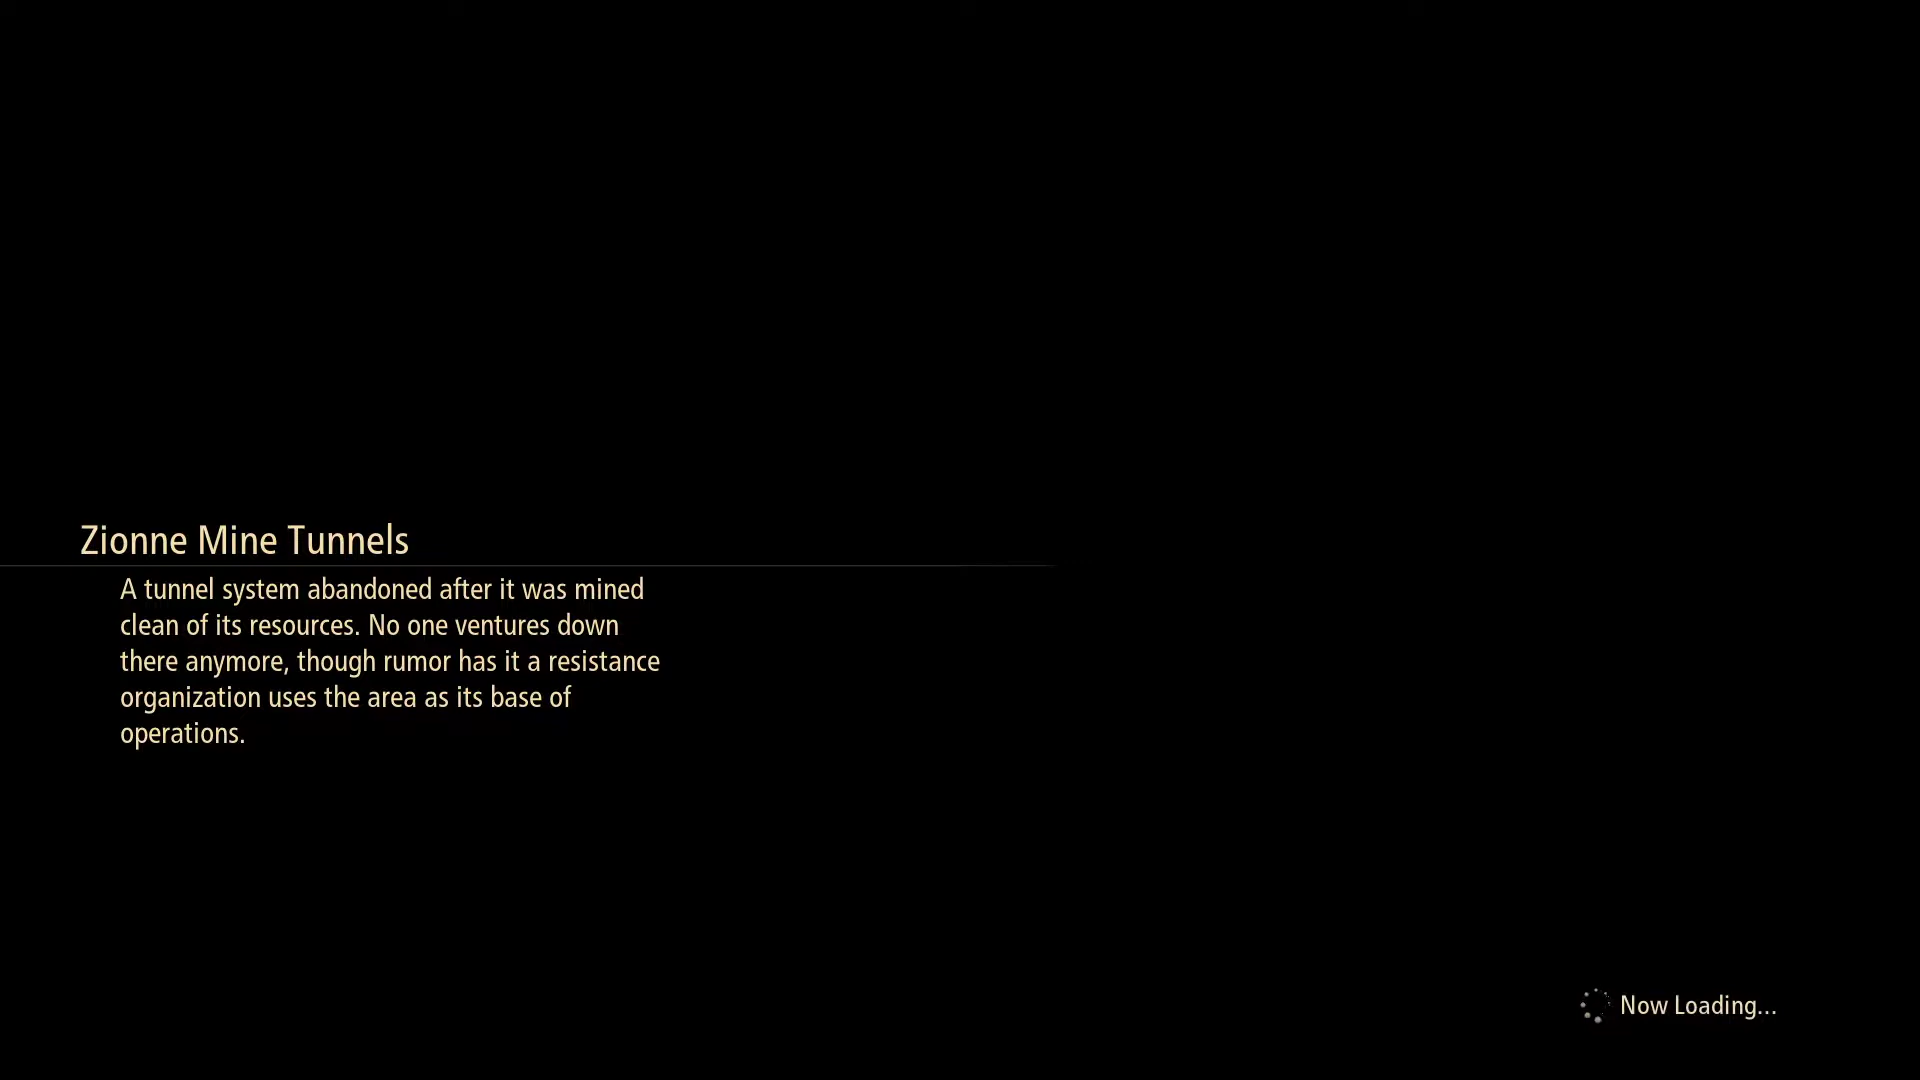 Zionne Mine Tunnels
A tunnel system abandoned after it was mined
clean of its resources. No one ventures down
there anymore, though rumor has it a resistance
organization uses the area as its base of
operations.
Now Loading...